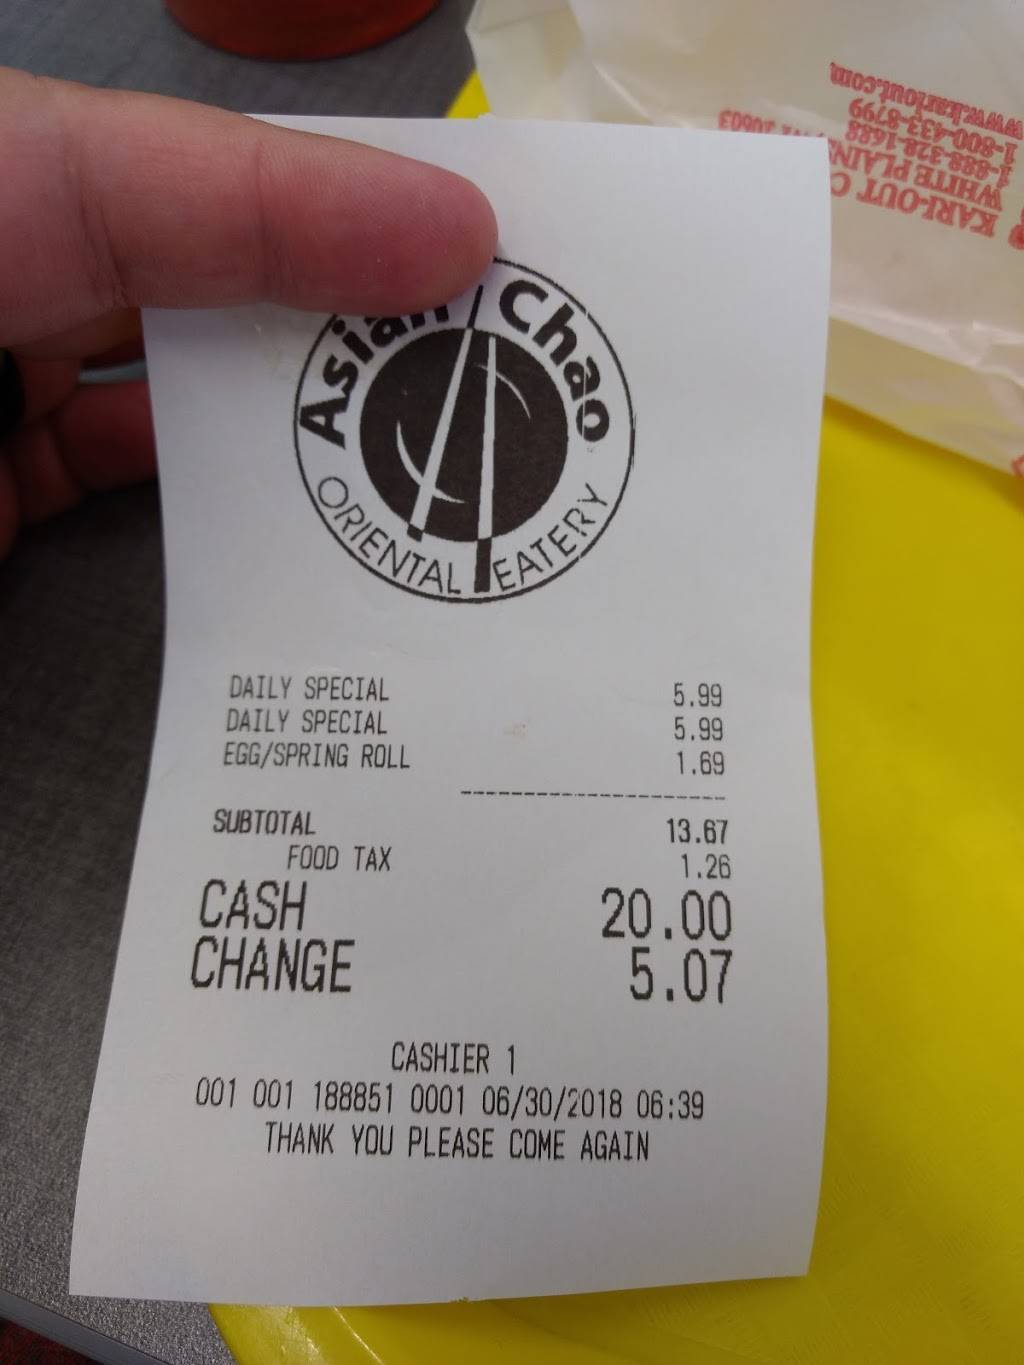 Asian Chao
ORIENTAL EATERY
DAILY SPECIAL 5.99
DAILY SPECIAL 5.99
EGG/SPRING ROLL 1.69
SUBTOTAL 13.67
FOOD TAX 1.26
CASH 20.00
CHANGE 5.07
CASHIER 1
001 001 188851 0001 06/30/2018 06:39
THANK YOU PLEASE COME AGAIN
KARI-OUT
WHITE PLAINS
10603
1-888-328-1688
1-800-433-8799
www.kariout.com